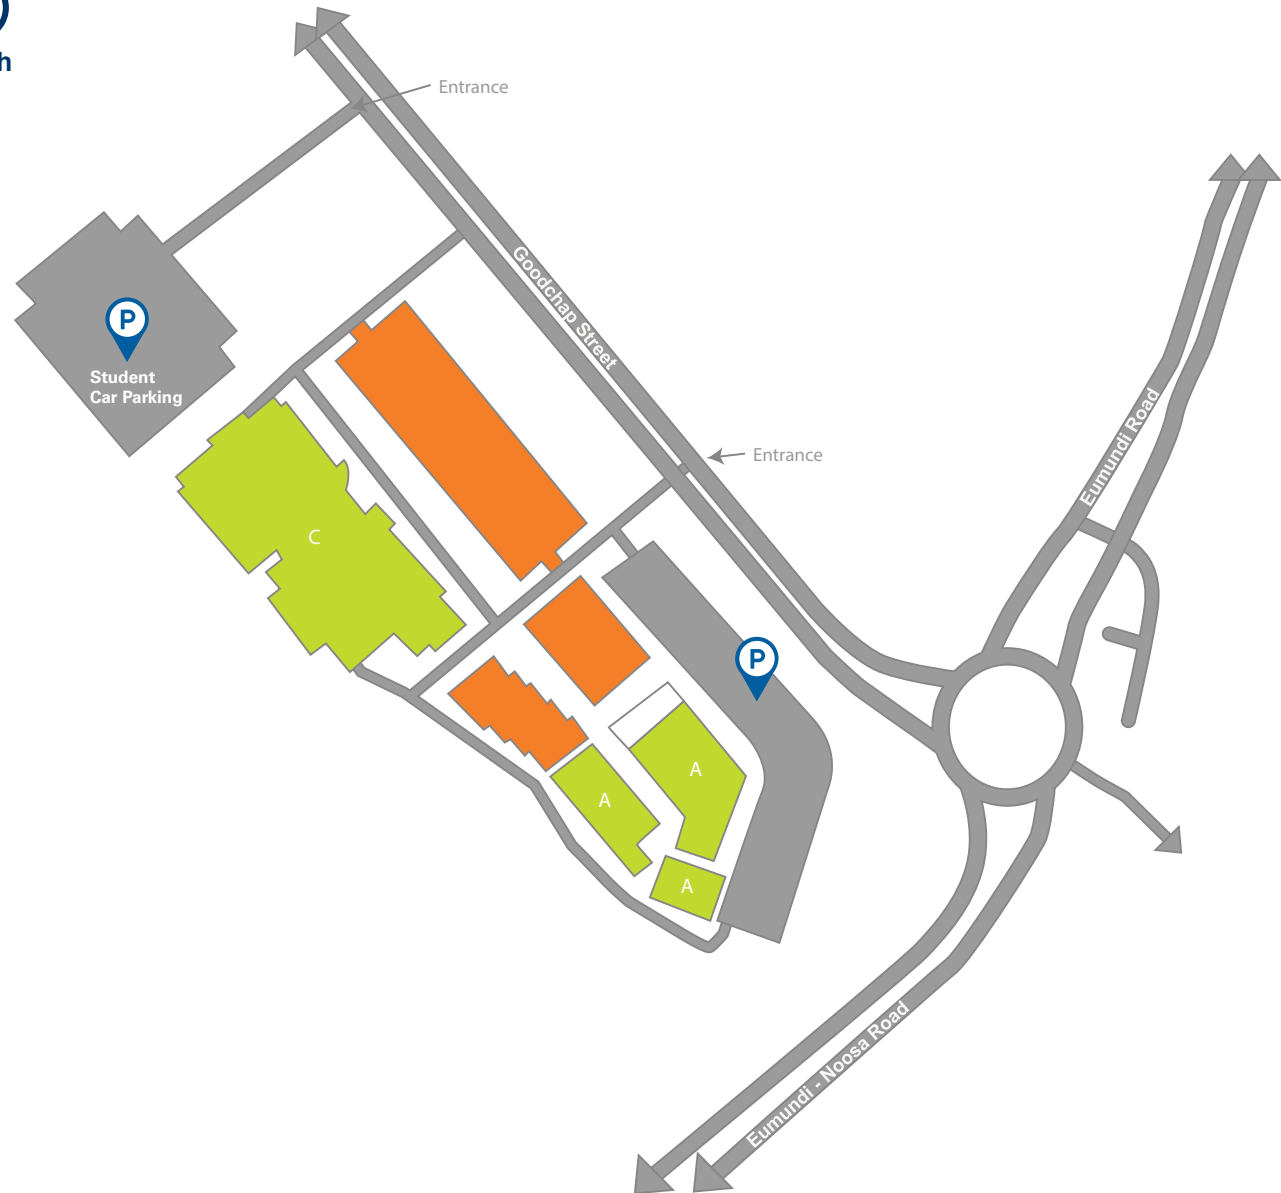 h
Entrance
Goodchap Street
P
Student
Car Parking
Entrance
Eumundi Road
C
P
A
A
A
Eumundi - Noosa Road